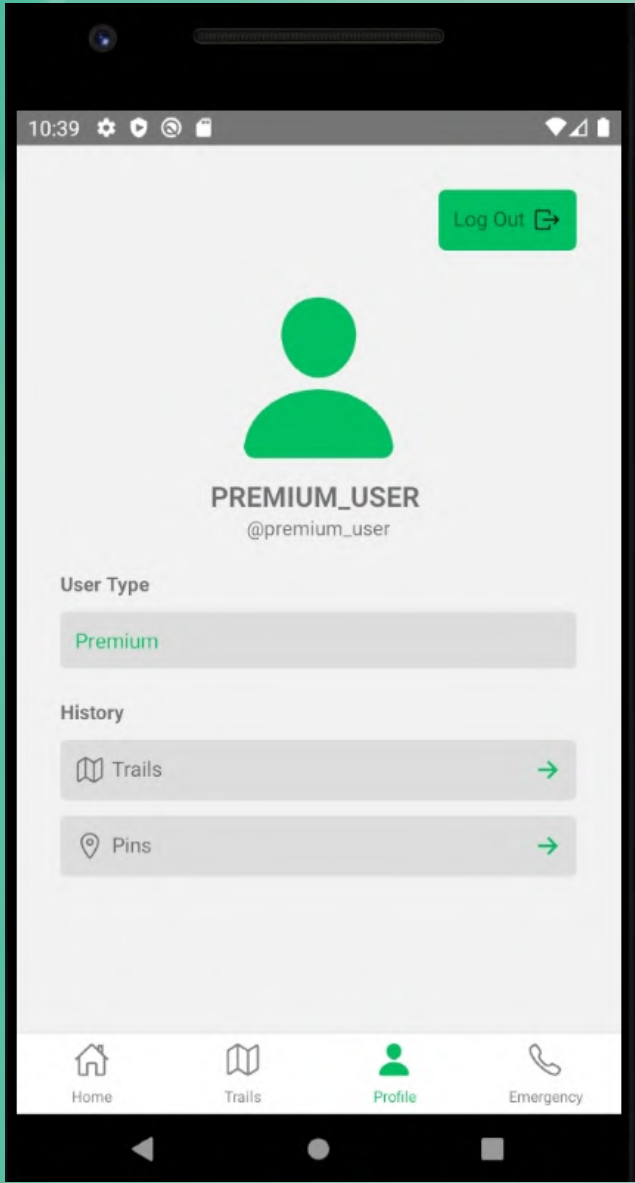 10:39
Log Out
PREMIUM_USER
@premium_user
User Type
Premium
History
Trails
Pins
Home Trails Profile Emergency